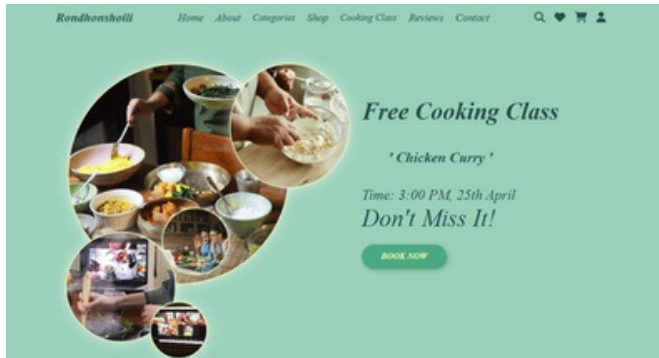 Rondhonshoili Home About Categories Shop Cooking Class Reviews Contact
Free Cooking Class
' Chicken Curry '
Time: 3:00 PM, 25th April
Don't Miss It!
BOOK NOW